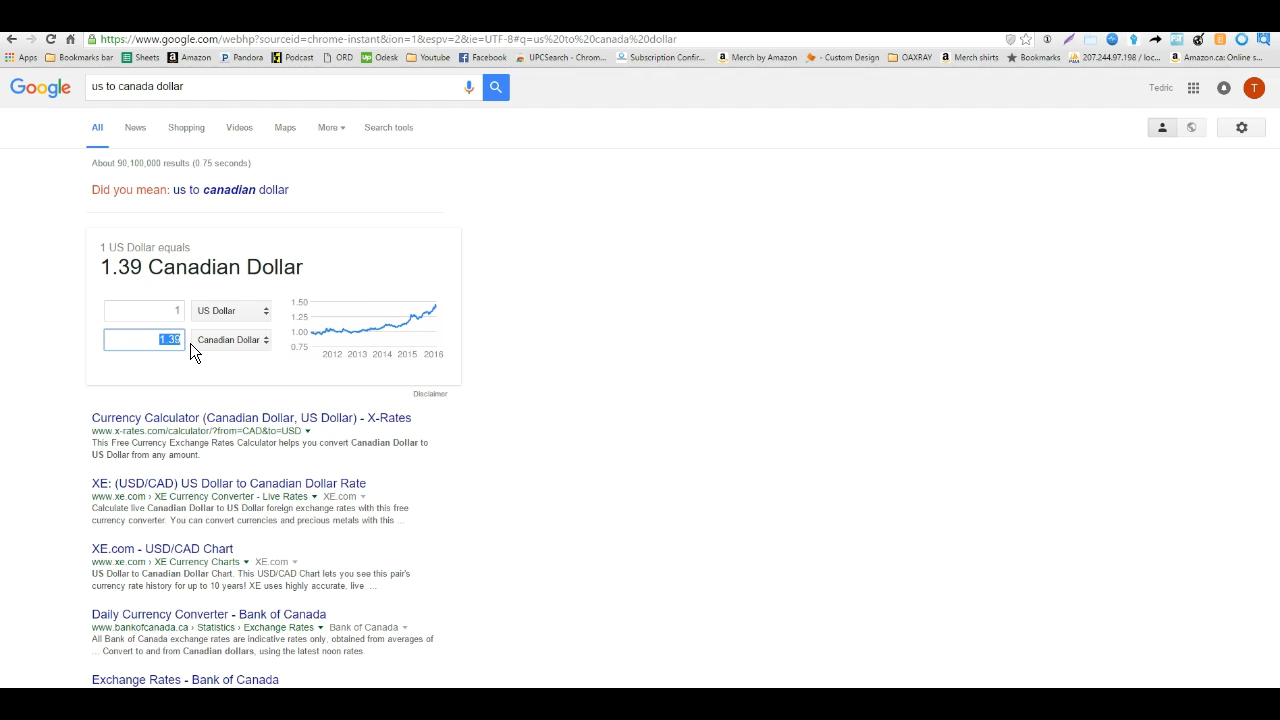 https://www.google.com/webhp?sourceid=chrome-instant&ion=1&espv=2&ie=UTF-8#q=us%20to%20canada%20dollar
Apps Bookmarks bar Sheets Amazon Pandora Podcast ORD Odesk Youtube Facebook UPCSearch - Chrom... Subscription Confir... Merch by Amazon - Custom Design OAXRAY Merch shirts Bookmarks 207.244.97.198 / loc... Amazon.ca: Online s...
Google us to canada dollar Tedric T
All News Shopping Videos Maps More Search tools
About 90,100,000 results (0.75 seconds)
Did you mean: us to canadian dollar
1 US Dollar equals
1.39 Canadian Dollar
1 US Dollar
1.39 Canadian Dollar
1.50
1.25
1.00
0.75
2012 2013 2014 2015 2016
Disclaimer
Currency Calculator (Canadian Dollar, US Dollar) - X-Rates
www.x-rates.com/calculator/?from=CAD&to=USD
This Free Currency Exchange Rates Calculator helps you convert Canadian Dollar to
US Dollar from any amount.
XE: (USD/CAD) US Dollar to Canadian Dollar Rate
www.xe.com › XE Currency Converter - Live Rates XE.com
Calculate live Canadian Dollar to US Dollar foreign exchange rates with this free
currency converter. You can convert currencies and precious metals with this ...
XE.com - USD/CAD Chart
www.xe.com › XE Currency Charts XE.com
US Dollar to Canadian Dollar Chart. This USD/CAD Chart lets you see this pair's
currency rate history for up to 10 years! XE uses highly accurate, live ...
Daily Currency Converter - Bank of Canada
www.bankofcanada.ca › Statistics › Exchange Rates Bank of Canada
All Bank of Canada exchange rates are indicative rates only, obtained from averages of
... Convert to and from Canadian dollars, using the latest noon rates.
Exchange Rates - Bank of Canada